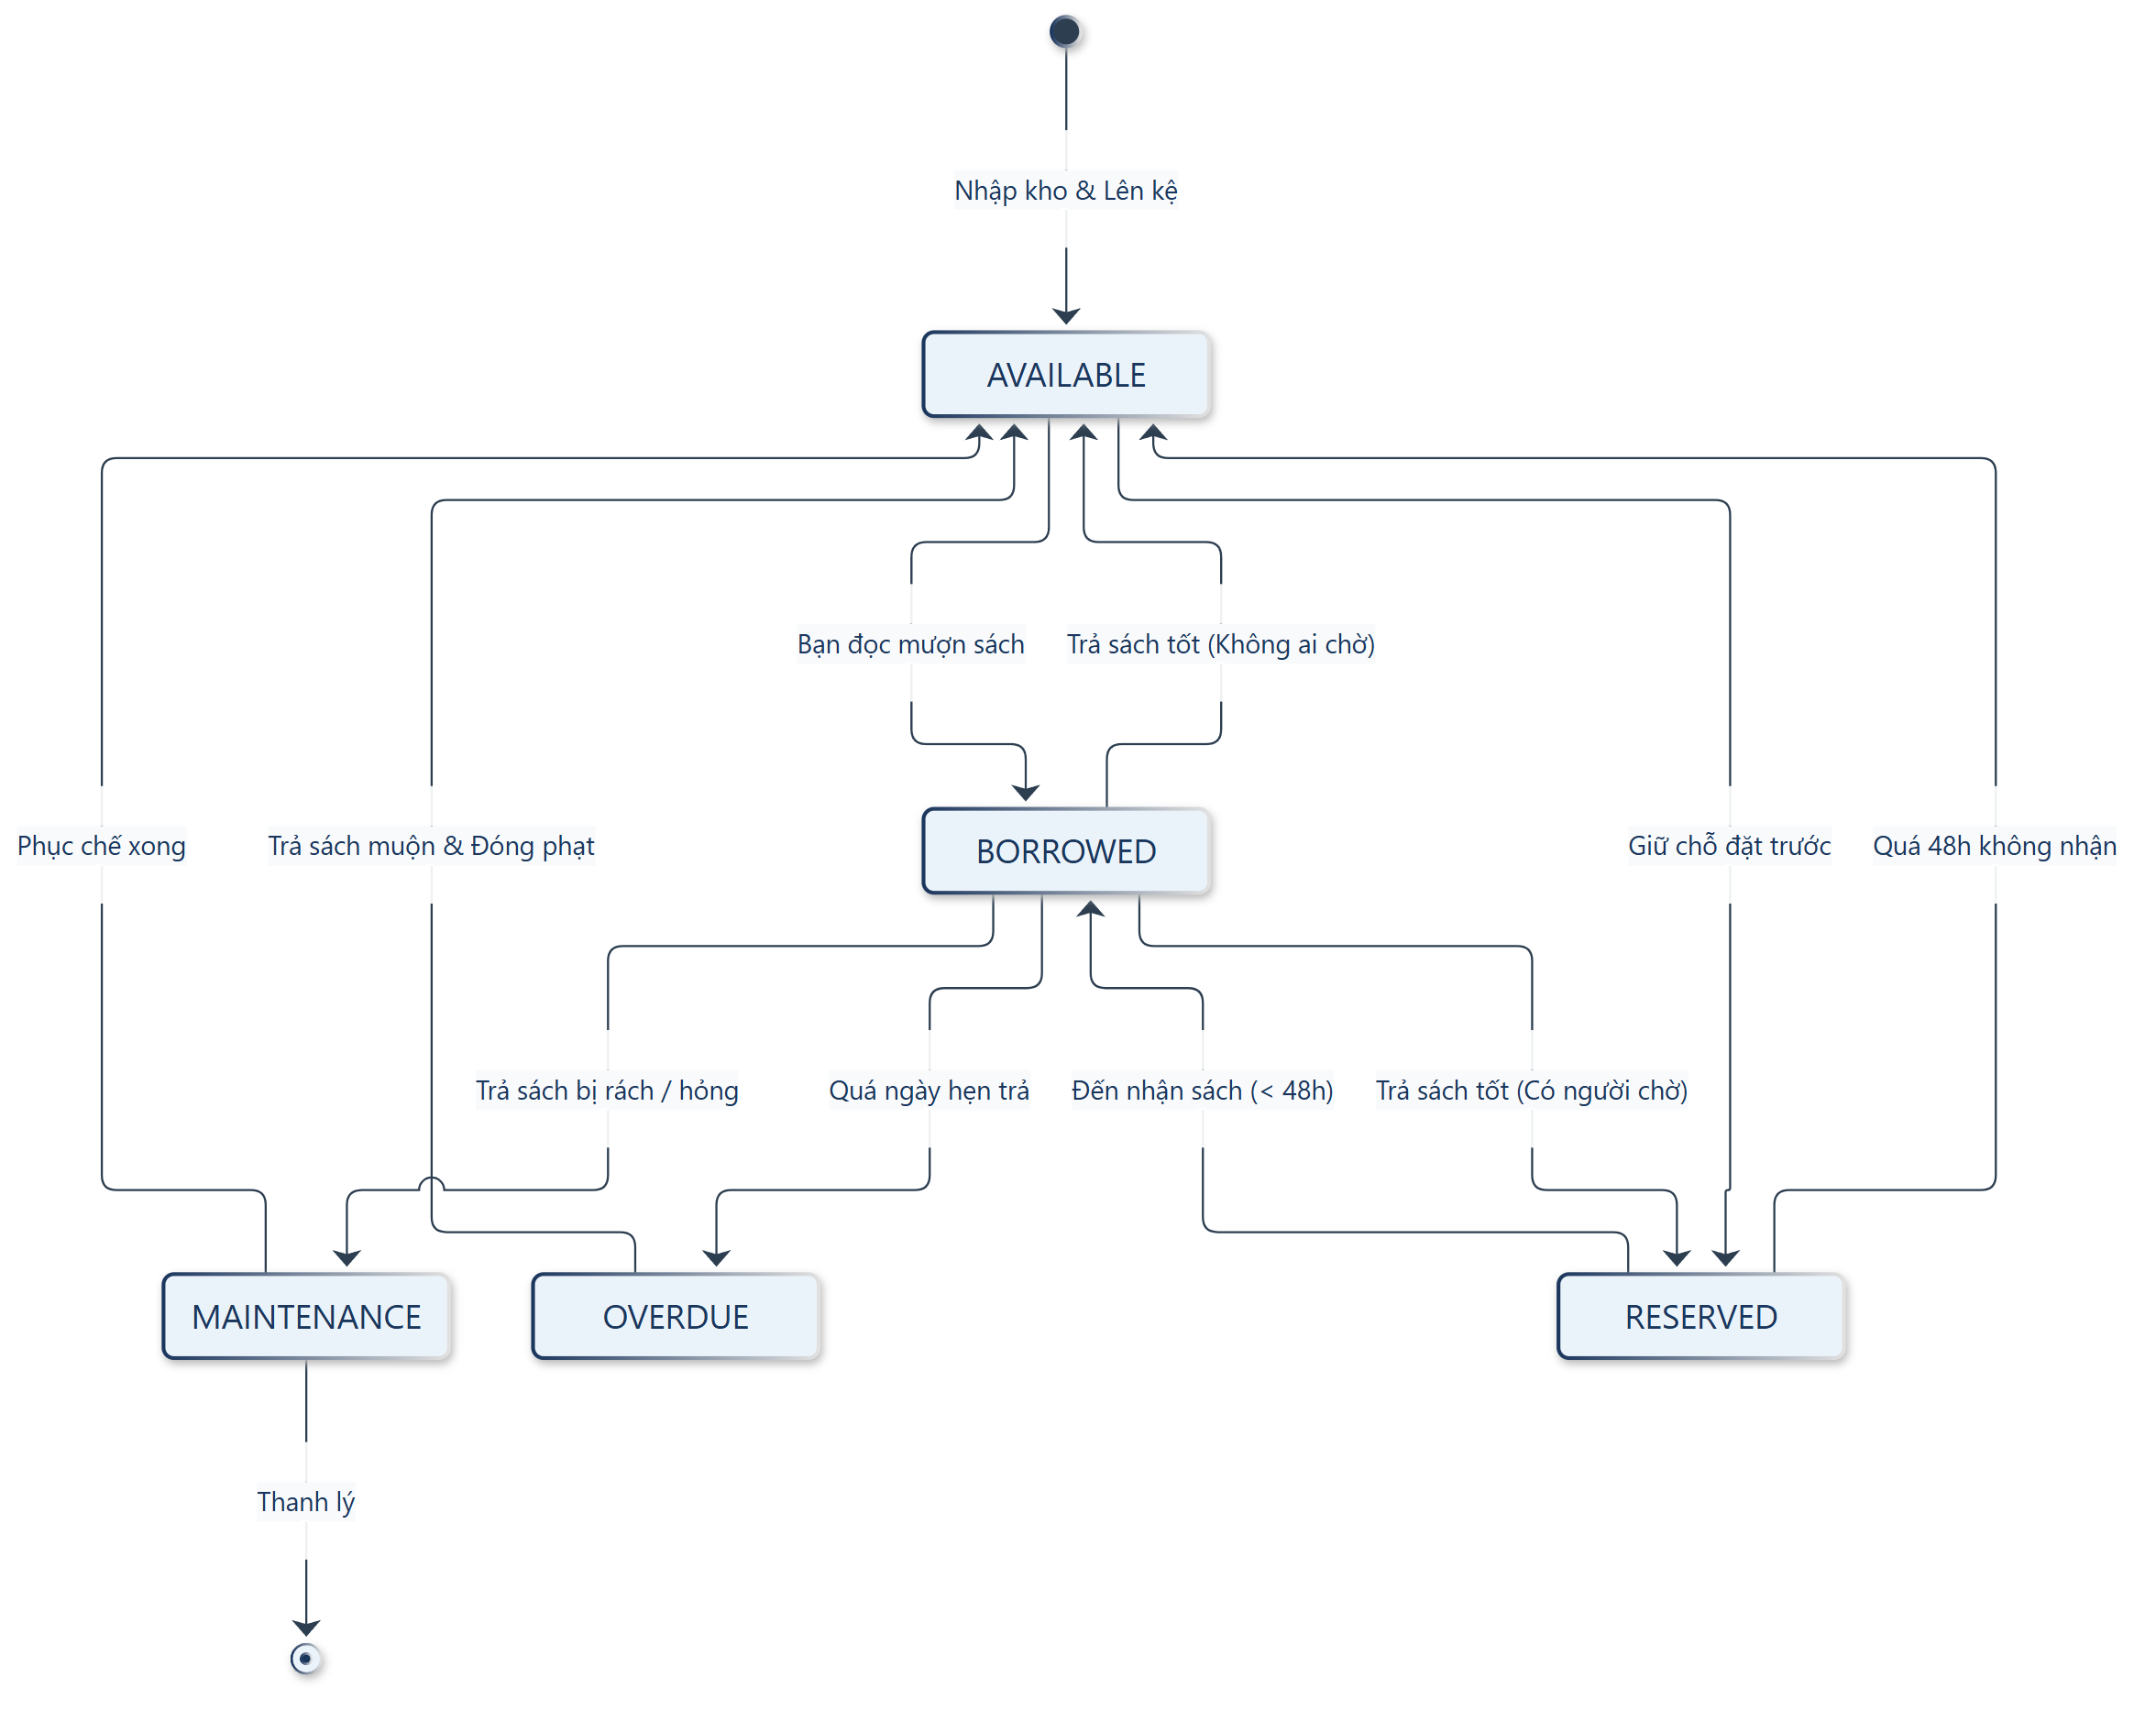 Nhập kho & Lên kệ
AVAILABLE
Bạn đọc mượn sách
Trả sách tốt (Không ai chờ)
Phục chế xong
Trả sách muộn & Đóng phạt
BORROWED
Giữ chỗ đặt trước
Quá 48h không nhận
Trả sách bị rách / hỏng
Quá ngày hẹn trả
Đến nhận sách (< 48h)
Trả sách tốt (Có người chờ)
MAINTENANCE
OVERDUE
RESERVED
Thanh lý